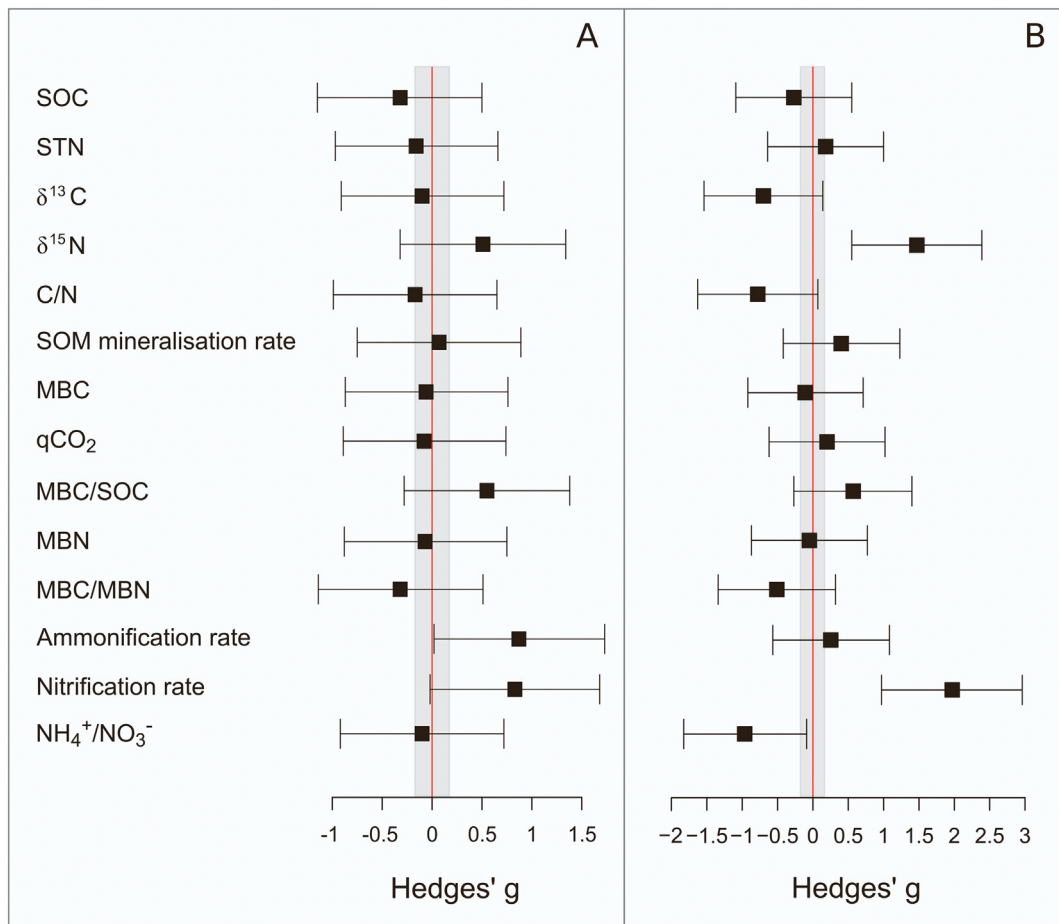 A B
SOC
STN
δ¹³C
δ¹⁵N
C/N
SOM mineralisation rate
MBC
qCO₂
MBC/SOC
MBN
MBC/MBN
Ammonification rate
Nitrification rate
NH₄⁺/NO₃⁻
-1 -0.5 0 0.5 1 −2 −1.5 −1 −0.5 0 0.5 1 1.5 2 2.5 3
Hedges' g Hedges' g